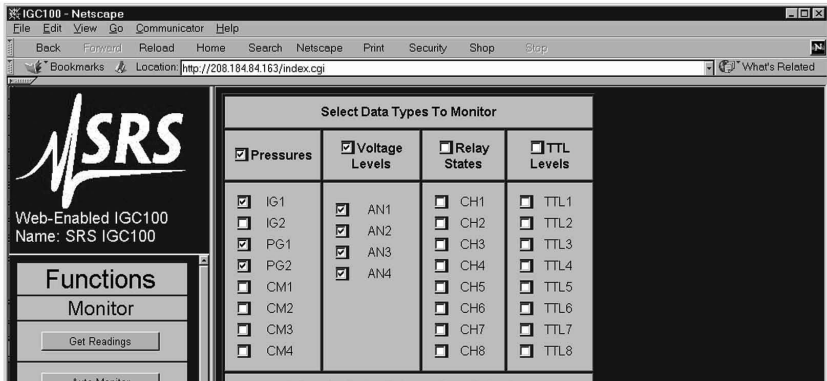 IGC100 - Netscape
File Edit View Go Communicator Help
Back Forward Reload Home Search Netscape Print Security Shop Stop
Bookmarks Location: http://208.184.84.163/index.cgi What's Related
SRS
Web-Enabled IGC100
Name: SRS IGC100
Functions
Monitor
Get Readings
Auto Monitor
Select Data Types To Monitor
Pressures Voltage Levels Relay States TTL Levels
IG1 AN1 CH1 TTL1
IG2 AN2 CH2 TTL2
PG1 AN3 CH3 TTL3
PG2 AN4 CH4 TTL4
CM1 CH5 TTL5
CM2 CH6 TTL6
CM3 CH7 TTL7
CM4 CH8 TTL8